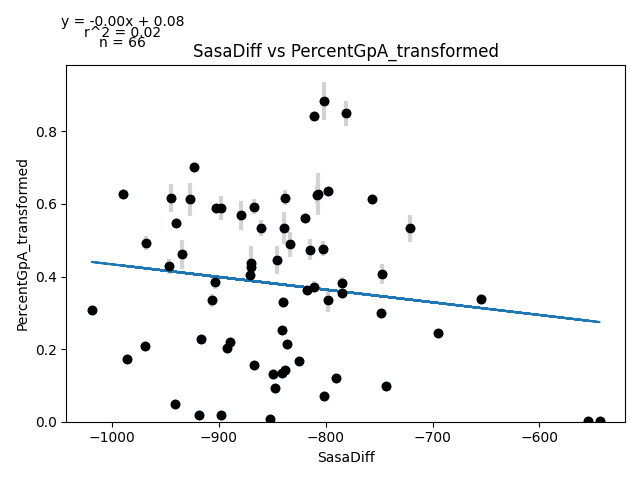 y = -0.00x + 0.08
r^2 = 0.02
n = 66
SasaDiff vs PercentGpA_transformed
PercentGpA_transformed
0.8
0.6
0.4
0.2
0.0
−1000
−900
−800
−700
−600
SasaDiff